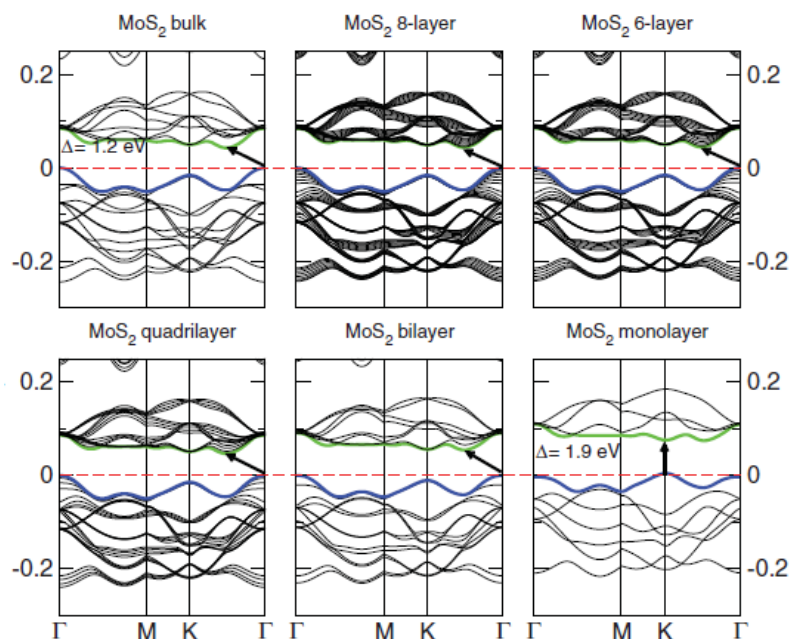 MoS₂ bulk MoS₂ 8-layer MoS₂ 6-layer
0.2 0.2
Δ= 1.2 eV
0 0
-0.2 -0.2
MoS₂ quadrilayer MoS₂ bilayer MoS₂ monolayer
0.2 0.2
Δ= 1.9 eV
0 0
-0.2 -0.2
Γ M K Γ M K Γ M K Γ